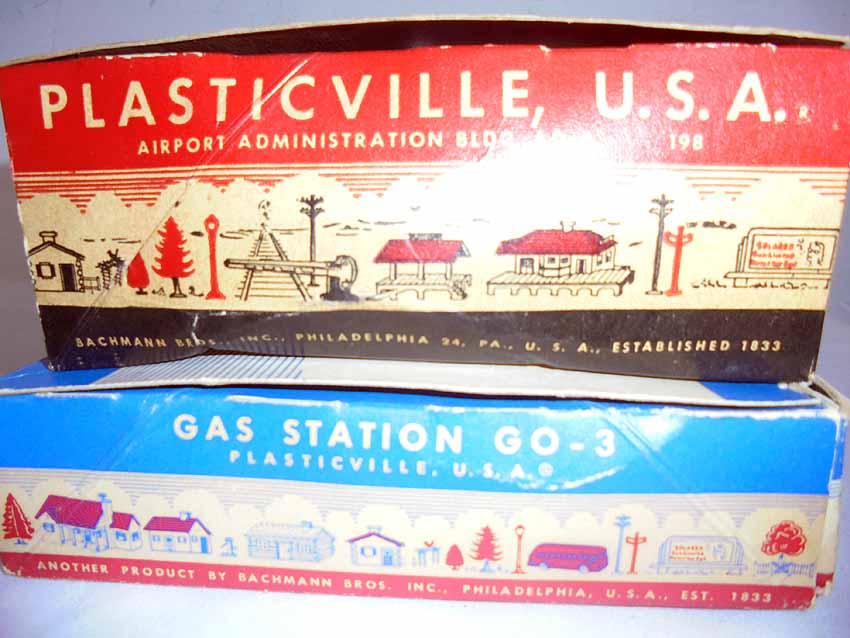 PLASTICVILLE, U.S.A.
AIRPORT ADMINISTRATION BLDG. 198
BACHMANN BROS., INC., PHILADELPHIA 24, PA., U. S. A., ESTABLISHED 1833
GAS STATION GO-3
PLASTICVILLE, U.S.A.©
ANOTHER PRODUCT BY BACHMANN BROS. INC., PHILADELPHIA, U.S.A., EST. 1833